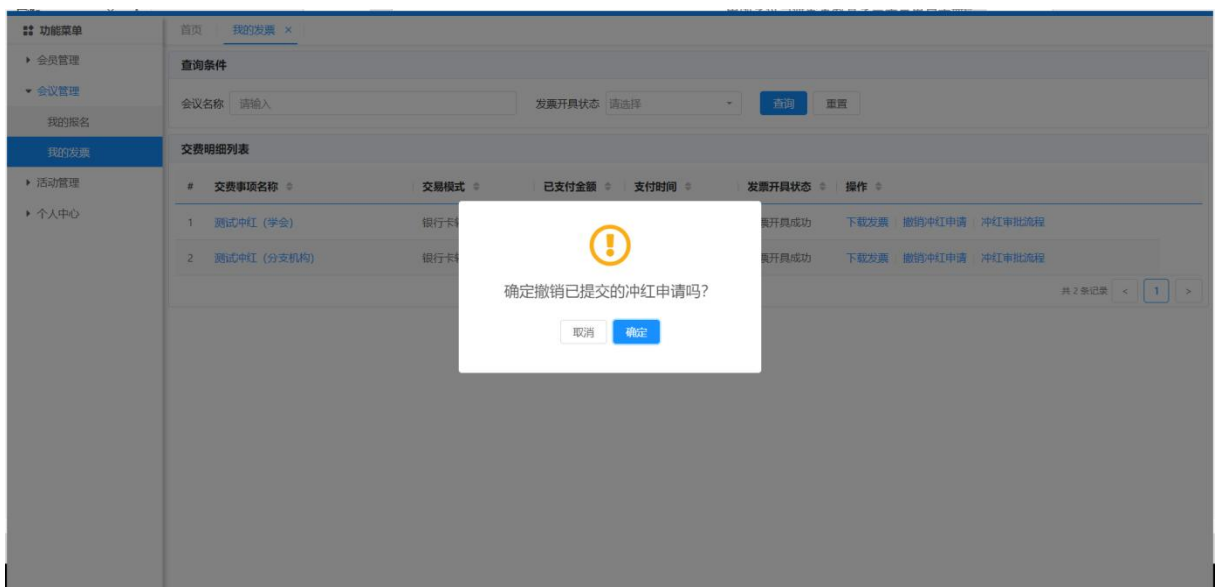 功能菜单
首页 我的发票 ×
会员管理
查询条件
会议管理
会议名称 请输入 发票开具状态 请选择 查询 重置
我的报名
我的发票
交费明细列表
活动管理
# 交费事项名称 交易模式 已支付金额 支付时间 发票开具状态 操作
个人中心
1 测试冲红（学会） 银行卡 票开具成功 下载发票 撤销冲红申请 冲红审批流程
2 测试冲红（分支机构） 银行卡 票开具成功 下载发票 撤销冲红申请 冲红审批流程
共 2 条记录 < 1 >
确定撤销已提交的冲红申请吗？
取消 确定